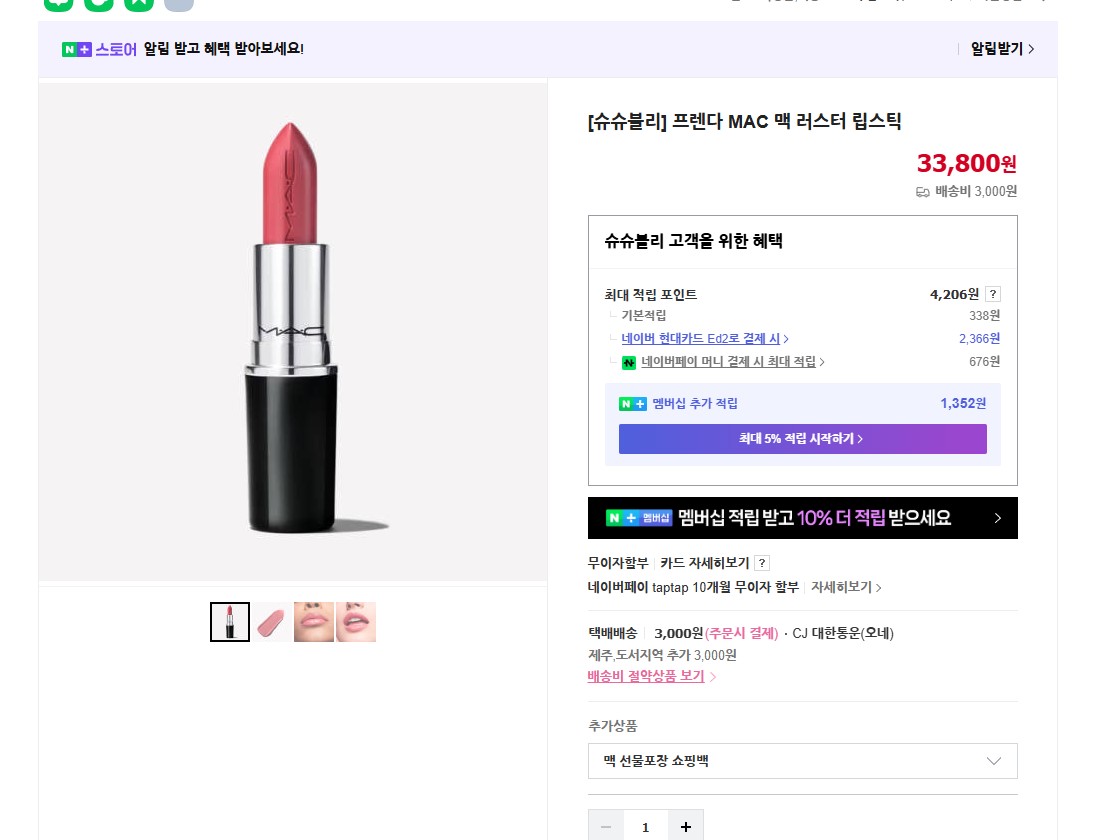 N+ 스토어 알림 받고 혜택 받아보세요!
알림받기
[슈슈블리] 프렌다 MAC 맥 러스터 립스틱
33,800원
배송비 3,000원
슈슈블리 고객을 위한 혜택
최대 적립 포인트 4,206원 ?
기본적립 338원
네이버 현대카드 Ed2로 결제 시 2,366원
N 네이버페이 머니 결제 시 최대 적립 676원
N+ 멤버십 추가 적립 1,352원
최대 5% 적립 시작하기
N+ 멤버십 멤버십 적립 받고 10% 더 적립 받으세요
무이자할부 카드 자세히보기 ?
네이버페이 taptap 10개월 무이자 할부 자세히보기
택배배송 3,000원(주문시 결제) · CJ 대한통운(오네)
제주,도서지역 추가 3,000원
배송비 절약상품 보기
추가상품
맥 선물포장 쇼핑백
− 1 +
MAC
MAC